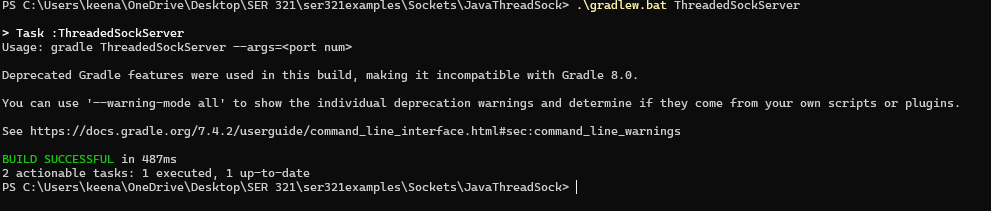 PS C:\Users\keena\OneDrive\Desktop\SER 321\ser321examples\Sockets\JavaThreadSock> .\gradlew.bat ThreadedSockServer
> Task :ThreadedSockServer
Usage: gradle ThreadedSockServer --args=<port num>
Deprecated Gradle features were used in this build, making it incompatible with Gradle 8.0.
You can use '--warning-mode all' to show the individual deprecation warnings and determine if they come from your own scripts or plugins.
See https://docs.gradle.org/7.4.2/userguide/command_line_interface.html#sec:command_line_warnings
BUILD SUCCESSFUL in 487ms
2 actionable tasks: 1 executed, 1 up-to-date
PS C:\Users\keena\OneDrive\Desktop\SER 321\ser321examples\Sockets\JavaThreadSock>